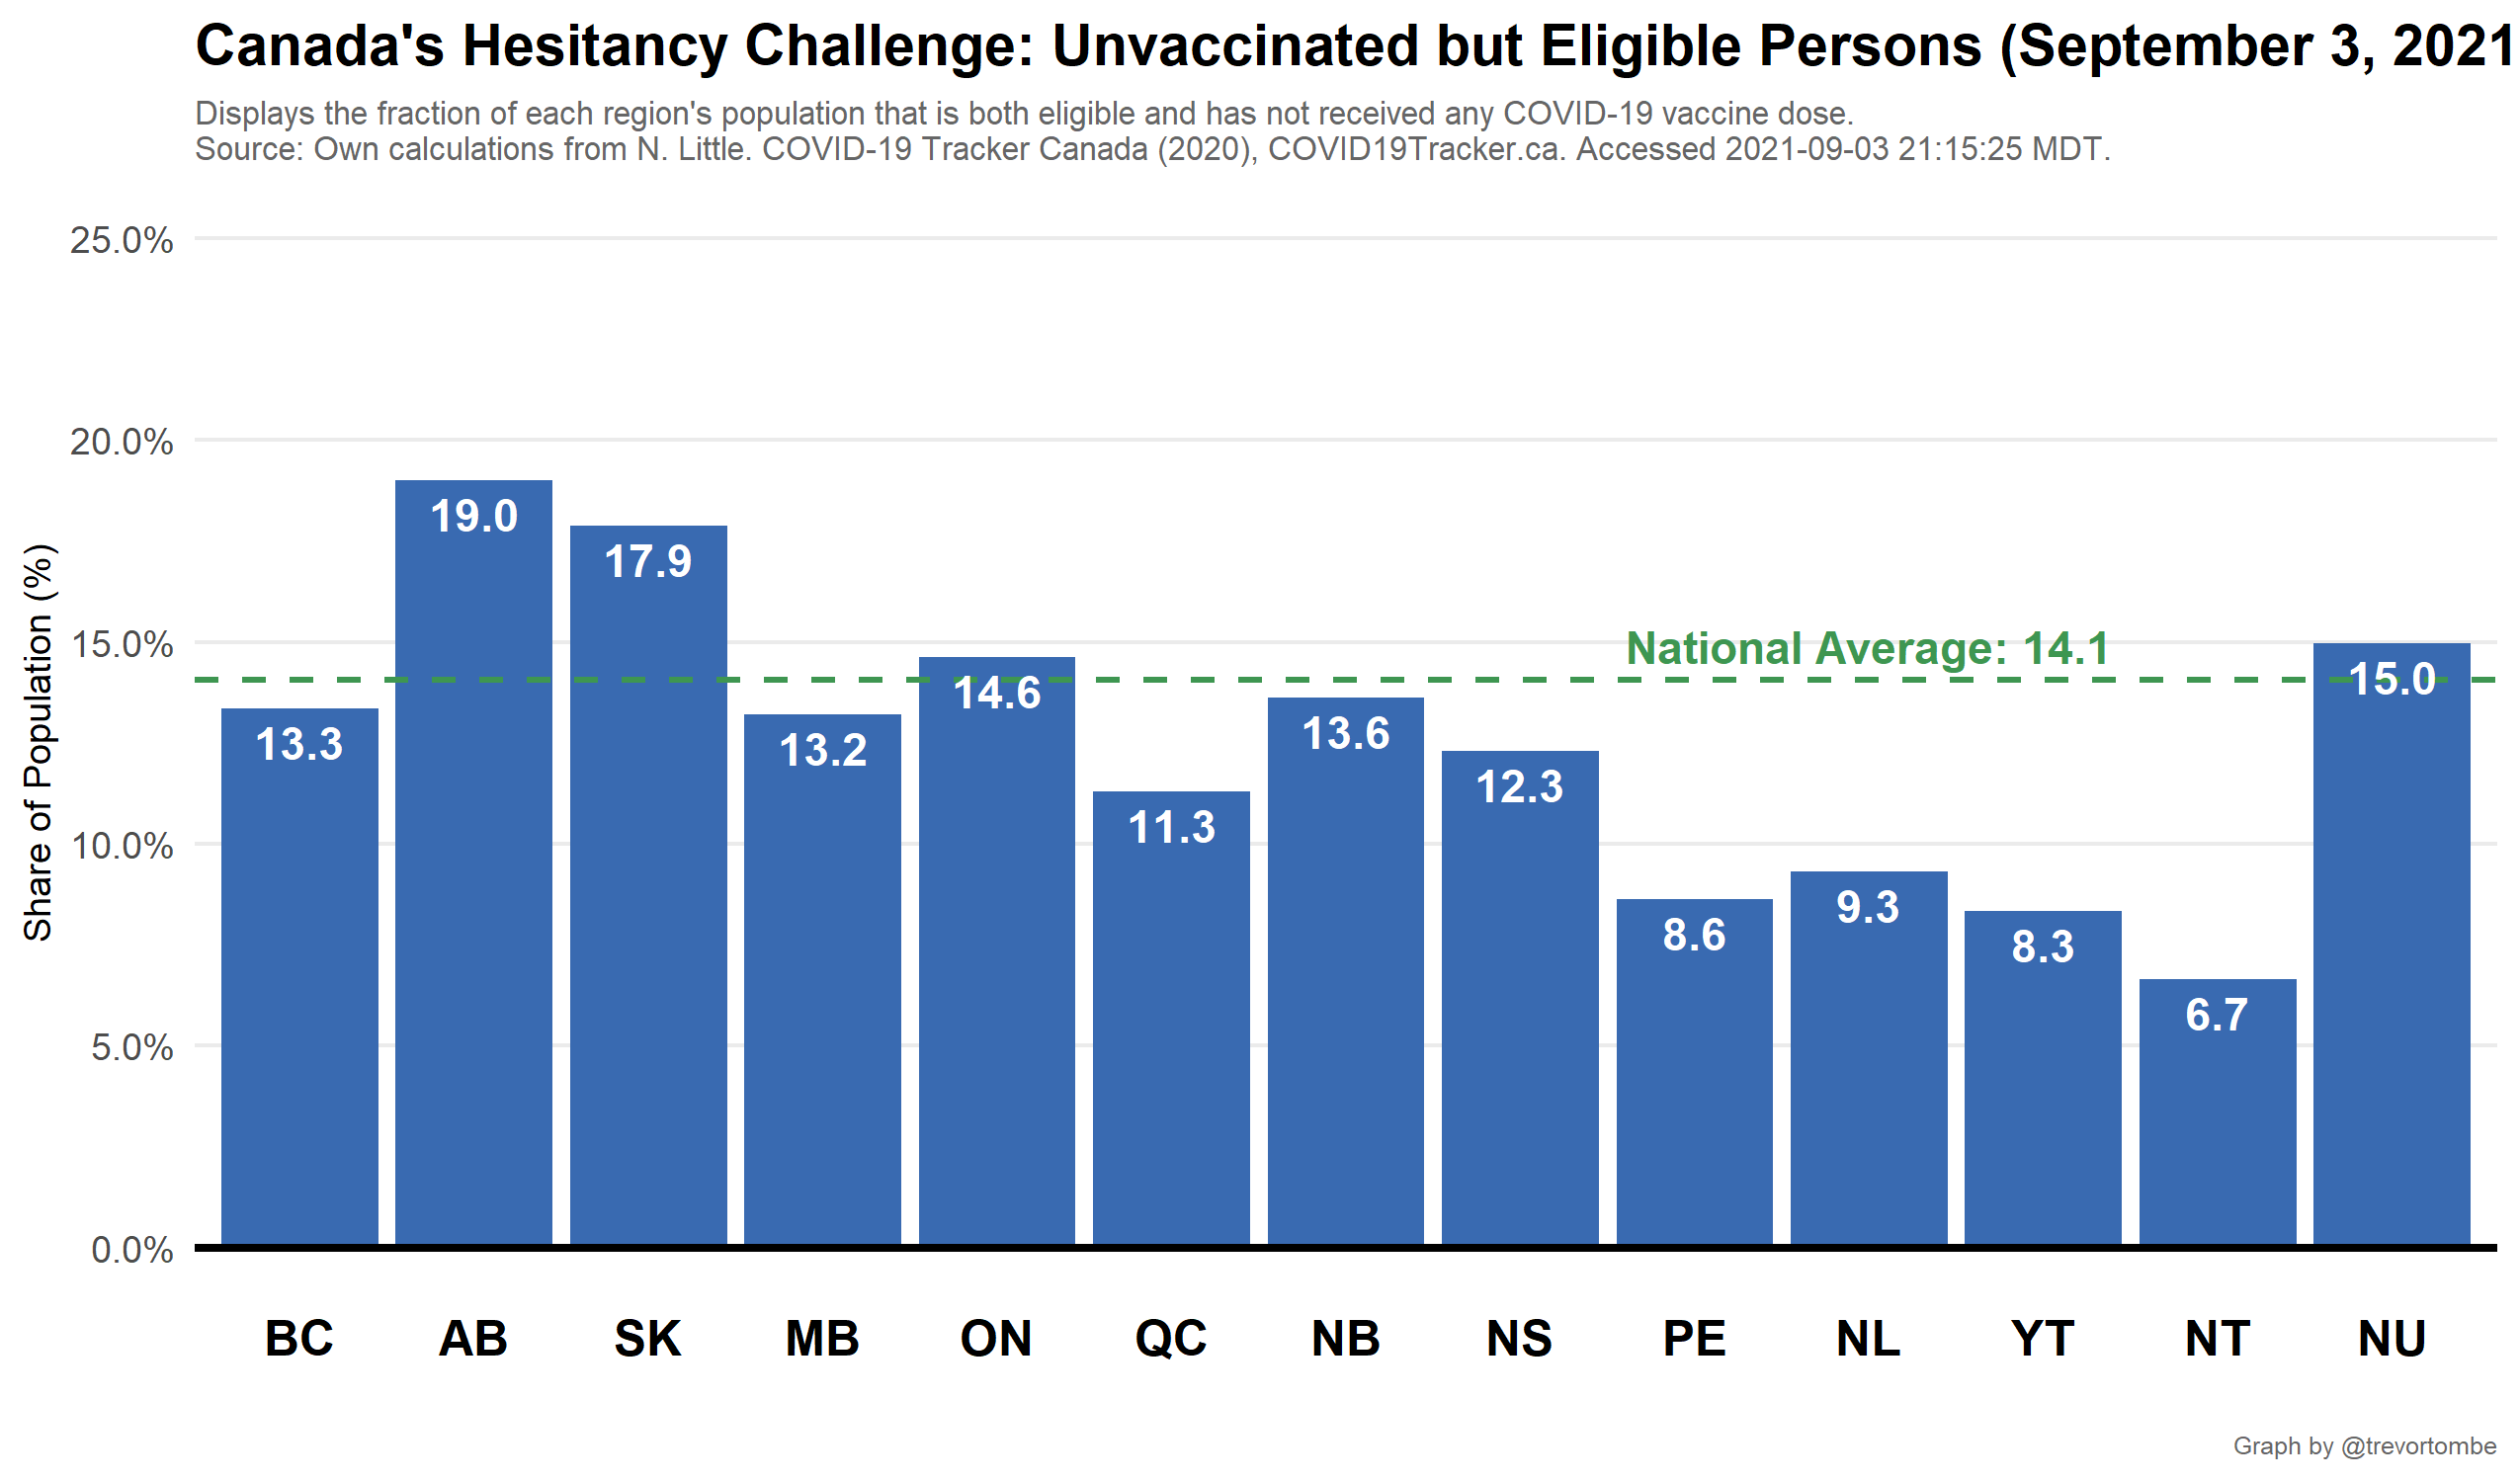 Canada's Hesitancy Challenge: Unvaccinated but Eligible Persons (September 3, 2021
Displays the fraction of each region's population that is both eligible and has not received any COVID-19 vaccine dose.
Source: Own calculations from N. Little. COVID-19 Tracker Canada (2020), COVID19Tracker.ca. Accessed 2021-09-03 21:15:25 MDT.
Share of Population (%)
25.0%
20.0%
15.0%
10.0%
5.0%
0.0%
National Average: 14.1
13.3
19.0
17.9
13.2
14.6
11.3
13.6
12.3
8.6
9.3
8.3
6.7
15.0
BC AB SK MB ON QC NB NS PE NL YT NT NU
Graph by @trevortombe